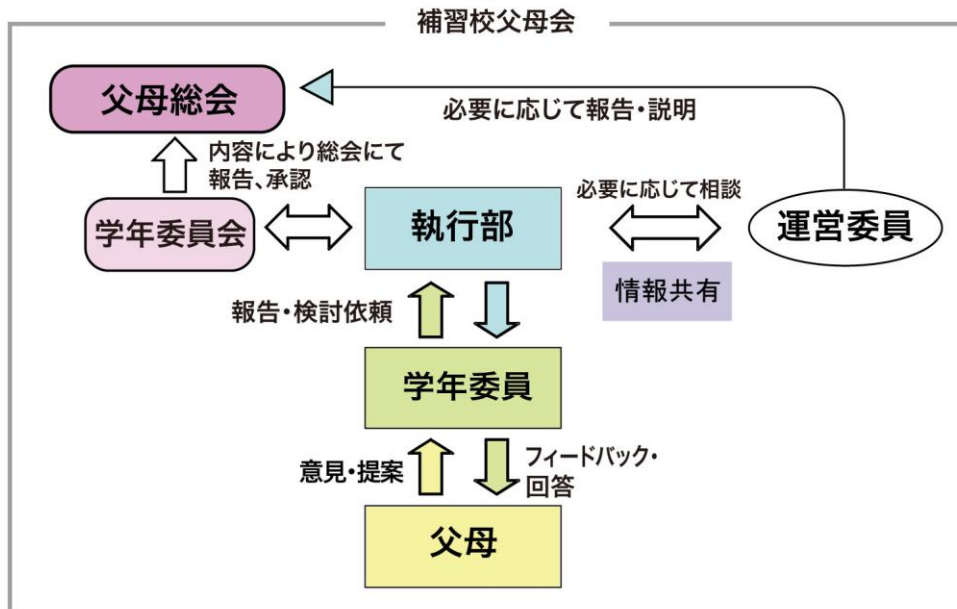 補習校父母会
父母総会
必要に応じて報告・説明
内容により総会にて
報告、承認
必要に応じて相談
学年委員会
執行部
運営委員
情報共有
報告・検討依頼
学年委員
意見・提案
フィードバック・
回答
父母